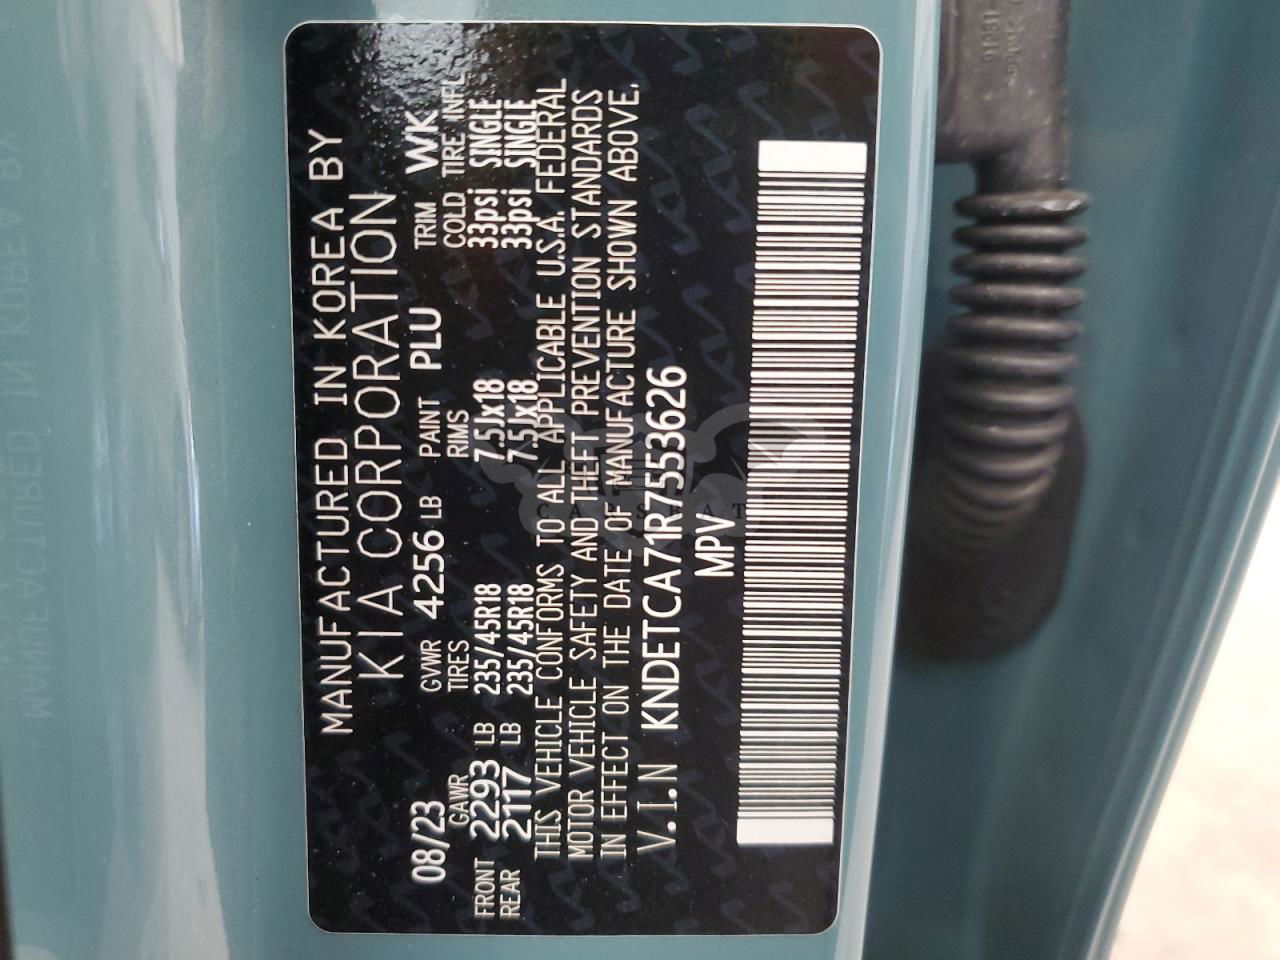 MANUFACTURED IN KOREA BY
KIA CORPORATION
08/23 GVWR 4256 LB PAINT PLU TRIM WK
GAWR TIRES RIMS COLD TIRE INFL.
FRONT 2293 LB 235/45R18 7.5Jx18 33psi SINGLE
REAR 2117 LB 235/45R18 7.5Jx18 33psi SINGLE
THIS VEHICLE CONFORMS TO ALL APPLICABLE U.S.A. FEDERAL
MOTOR VEHICLE SAFETY AND THEFT PREVENTION STANDARDS
IN EFFECT ON THE DATE OF MANUFACTURE SHOWN ABOVE.
V.I.N KNDETCA71R7553626
MPV
CARSEAT